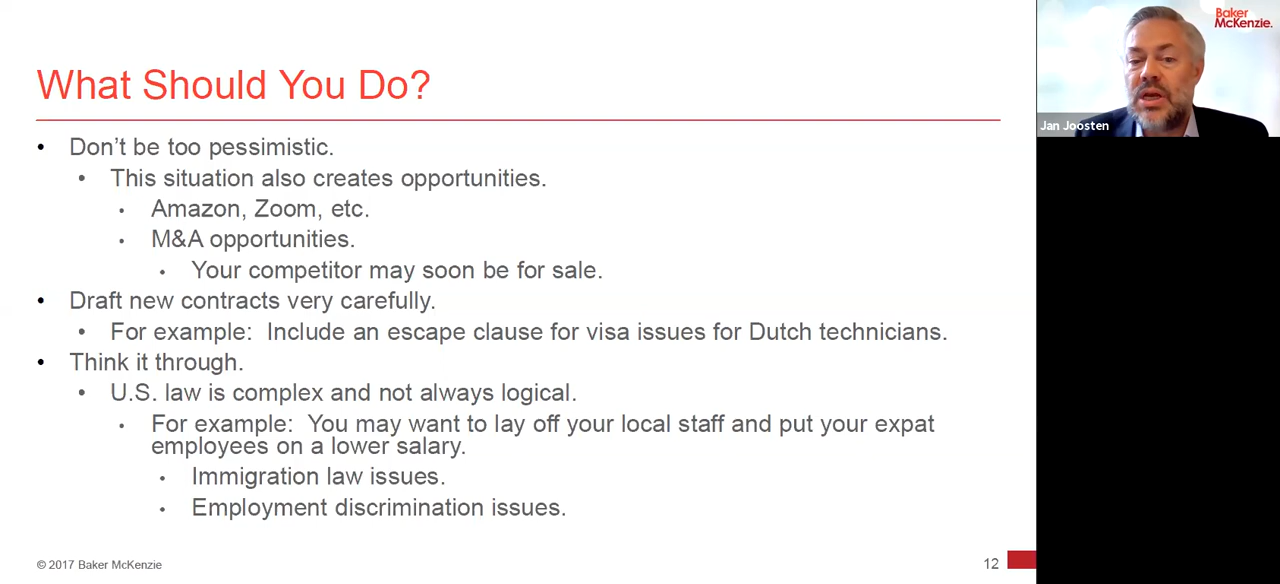 What Should You Do?
• Don’t be too pessimistic.
• This situation also creates opportunities.
• Amazon, Zoom, etc.
• M&A opportunities.
• Your competitor may soon be for sale.
• Draft new contracts very carefully.
• For example:  Include an escape clause for visa issues for Dutch technicians.
• Think it through.
• U.S. law is complex and not always logical.
• For example:  You may want to lay off your local staff and put your expat
employees on a lower salary.
• Immigration law issues.
• Employment discrimination issues.
© 2017 Baker McKenzie
12
Baker
McKenzie.
Jan Joosten